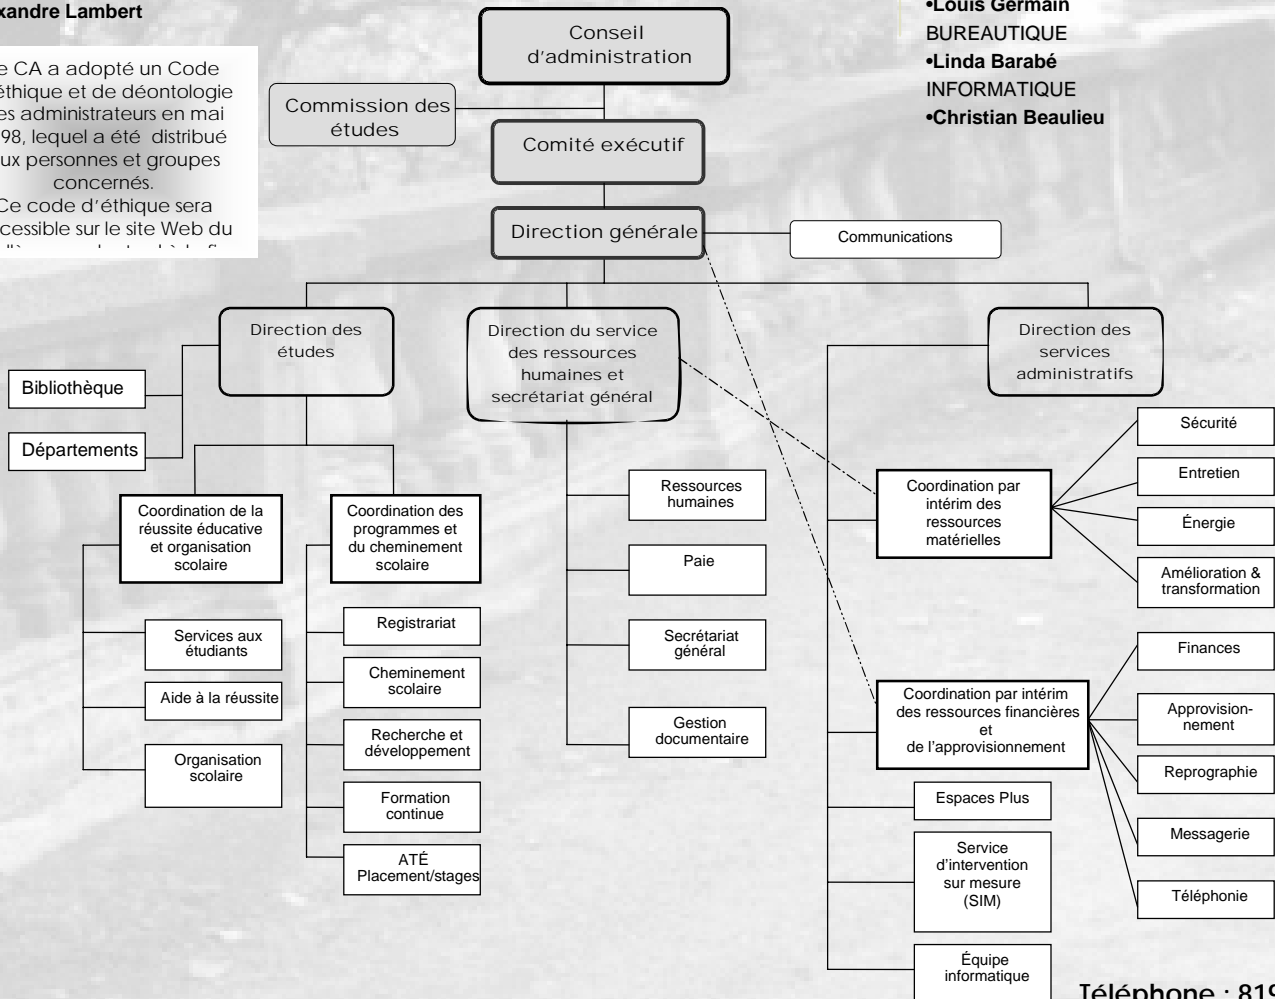 xandre Lambert
e CA a adopté un Code
éthique et de déontologie
es administrateurs en mai
98, lequel a été distribué
ux personnes et groupes
concernés.
Ce code d'éthique sera
cessible sur le site Web du
•Louis Germain
BUREAUTIQUE
•Linda Barabé
INFORMATIQUE
•Christian Beaulieu
Conseil
d'administration
Commission des
études
Comité exécutif
Direction générale
Communications
Direction des
études
Direction du service
des ressources
humaines et
secrétariat général
Direction des
services
administratifs
Bibliothèque
Départements
Coordination de la
réussite éducative
et organisation
scolaire
Coordination des
programmes et
du cheminement
scolaire
Services aux
étudiants
Aide à la réussite
Organisation
scolaire
Registrariat
Cheminement
scolaire
Recherche et
développement
Formation
continue
ATÉ
Placement/stages
Ressources
humaines
Paie
Secrétariat
général
Gestion
documentaire
Coordination par
intérim des
ressources
matérielles
Sécurité
Entretien
Énergie
Amélioration &
transformation
Coordination par intérim
des ressources financières
et
de l'approvisionnement
Finances
Approvision-
nement
Reprographie
Messagerie
Téléphonie
Espaces Plus
Service
d'intervention
sur mesure
(SIM)
Équipe
informatique
Téléphone : 819